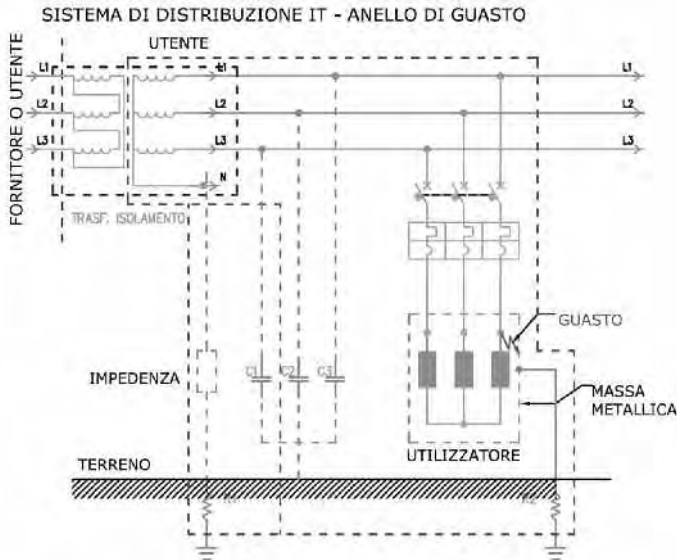 SISTEMA DI DISTRIBUZIONE IT - ANELLO DI GUASTO
UTENTE
FORNITORE O UTENTE
L1
L1
L1
L2
L2
L2
L3
L3
L3
N
TRASF. ISOLAMENTO
GUASTO
IMPEDENZA
C1
C2
C3
MASSA
METALLICA
UTILIZZATORE
TERRENO
R2